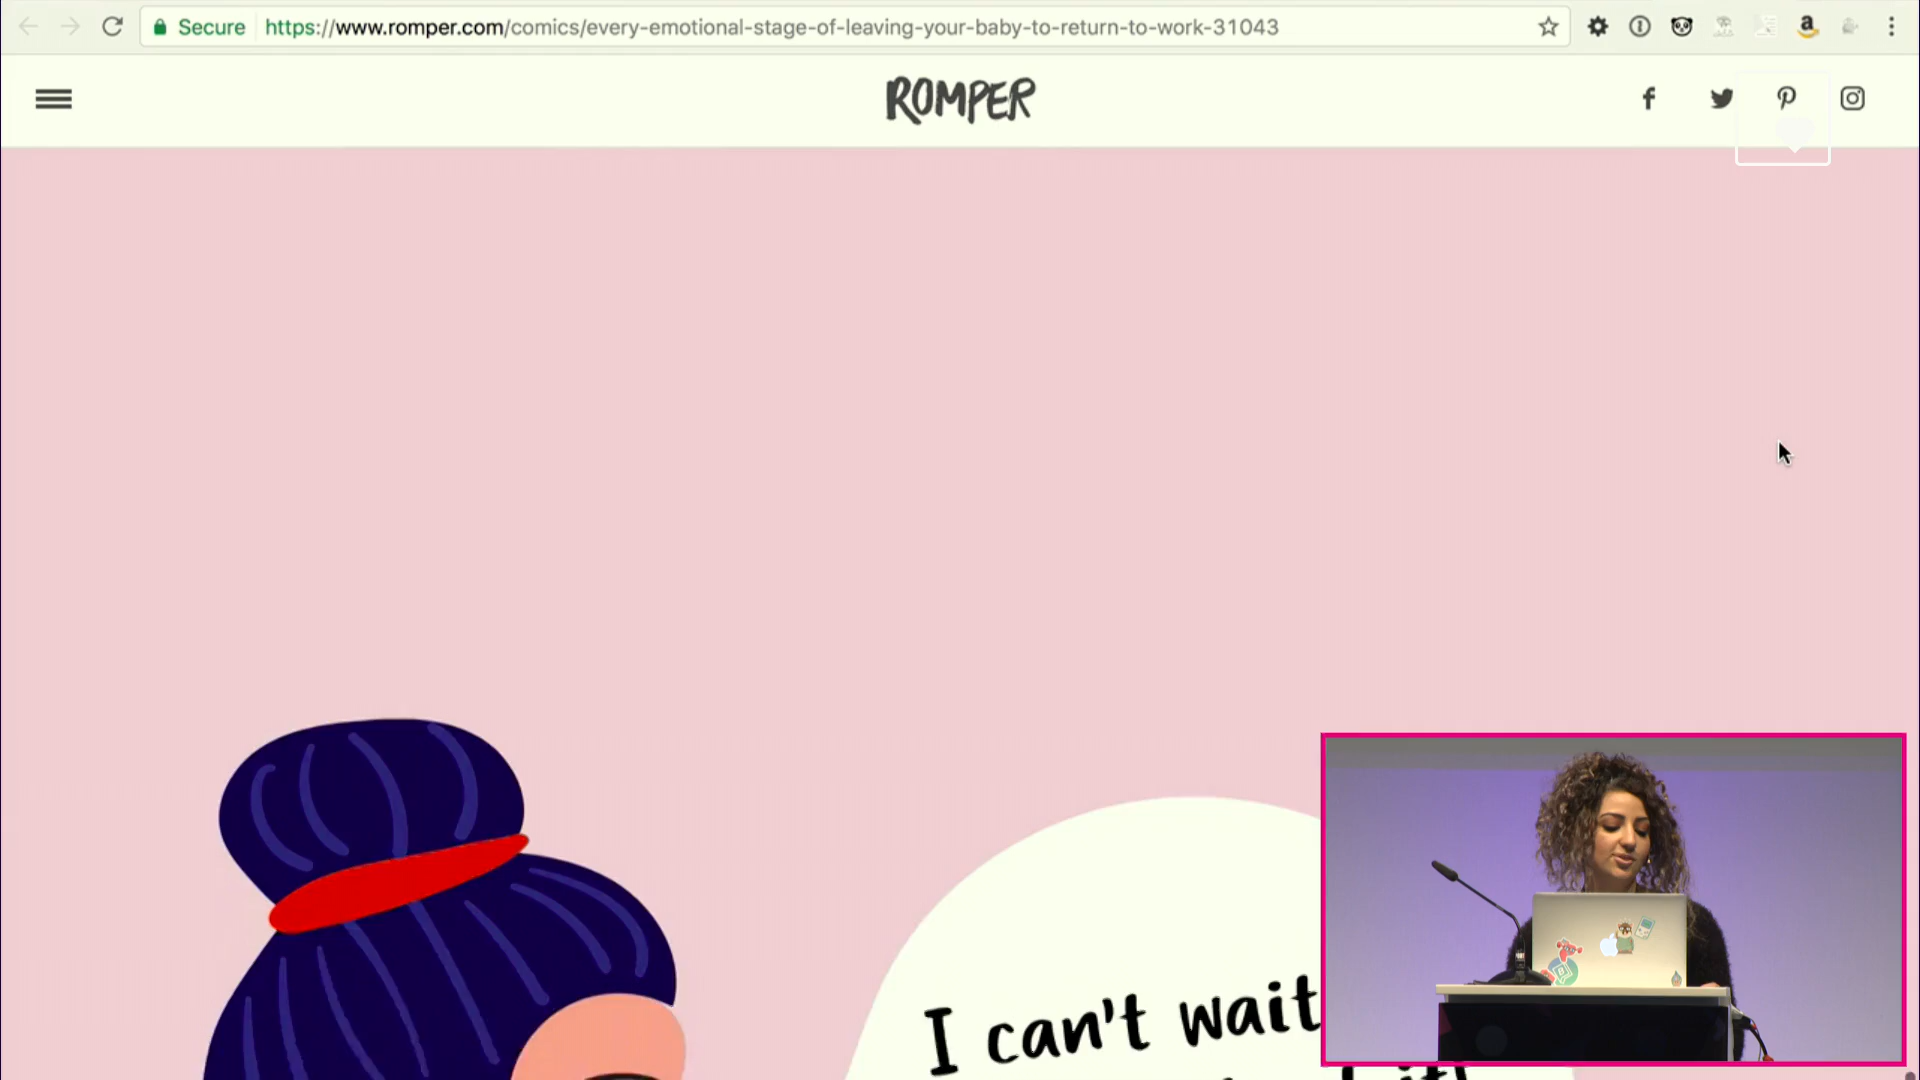 Secure https://www.romper.com/comics/every-emotional-stage-of-leaving-your-baby-to-return-to-work-31043
ROMPER
I can't wait